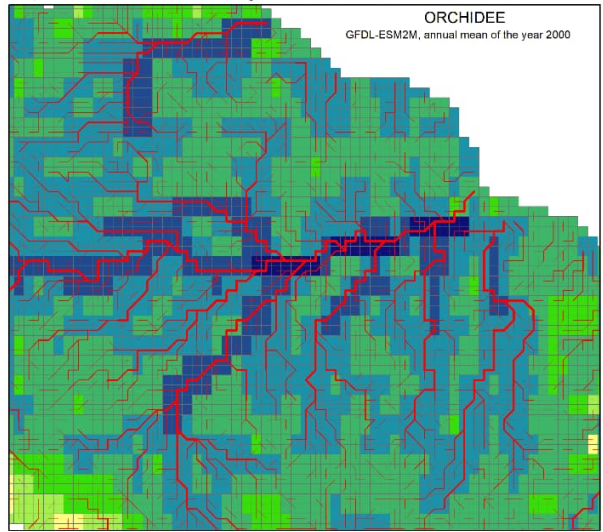 ORCHIDEE
GFDL-ESM2M, annual mean of the year 2000